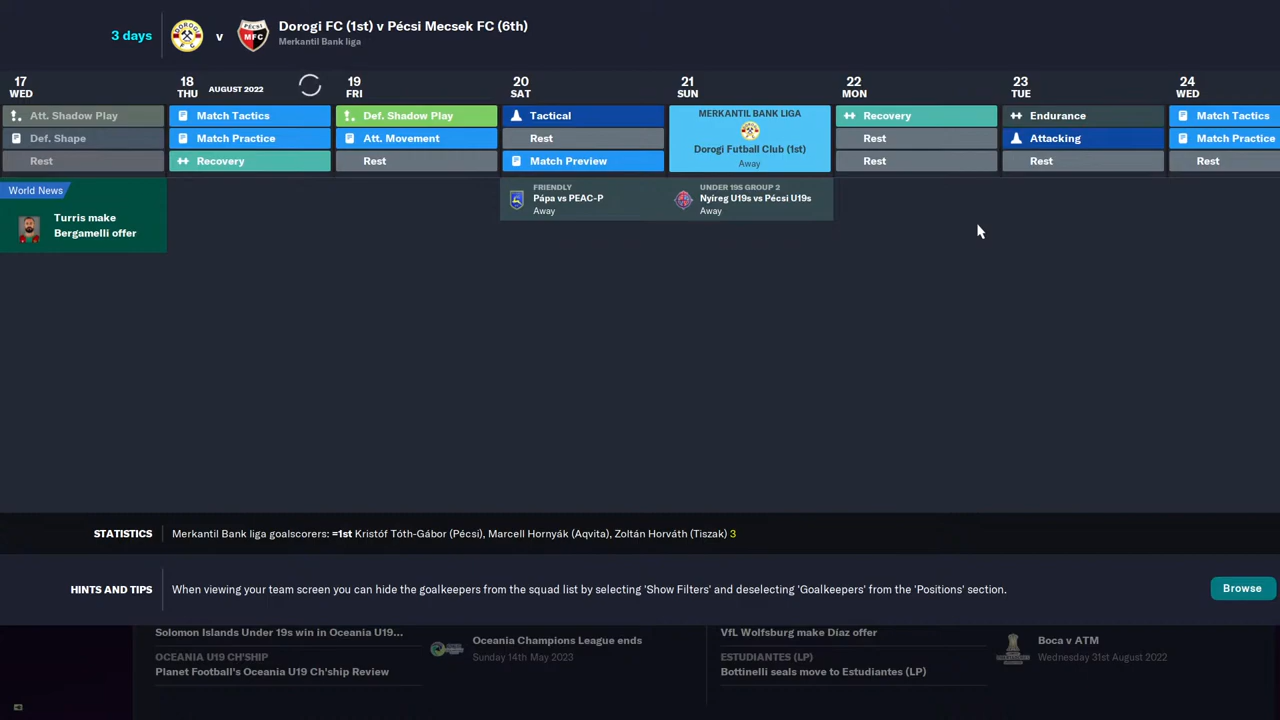 3 days
v
Dorogi FC (1st) v Pécsi Mecsek FC (6th)
Merkantil Bank liga
17
WED
18
THU
AUGUST 2022
19
FRI
20
SAT
21
SUN
22
MON
23
TUE
24
WED
Att. Shadow Play
Def. Shape
Rest
Match Tactics
Match Practice
Recovery
Def. Shadow Play
Att. Movement
Rest
Tactical
Rest
Match Preview
MERKANTIL BANK LIGA
Dorogi Futball Club (1st)
Away
Recovery
Rest
Rest
Endurance
Attacking
Rest
Match Tactics
Match Practice
Rest
World News
Turris make
Bergamelli offer
FRIENDLY
Pápa vs PEAC-P
Away
UNDER 19S GROUP 2
Nyíreg U19s vs Pécsi U19s
Away
STATISTICS
Merkantil Bank liga goalscorers: =1st Kristóf Tóth-Gábor (Pécsi), Marcell Hornyák (Aqvita), Zoltán Horváth (Tiszak) 3
HINTS AND TIPS
When viewing your team screen you can hide the goalkeepers from the squad list by selecting 'Show Filters' and deselecting 'Goalkeepers' from the 'Positions' section.
Browse
Solomon Islands Under 19s win in Oceania U19...
OCEANIA U19 CH'SHIP
Planet Football's Oceania U19 Ch'ship Review
Oceania Champions League ends
Sunday 14th May 2023
VfL Wolfsburg make Díaz offer
ESTUDIANTES (LP)
Bottinelli seals move to Estudiantes (LP)
Boca v ATM
Wednesday 31st August 2022